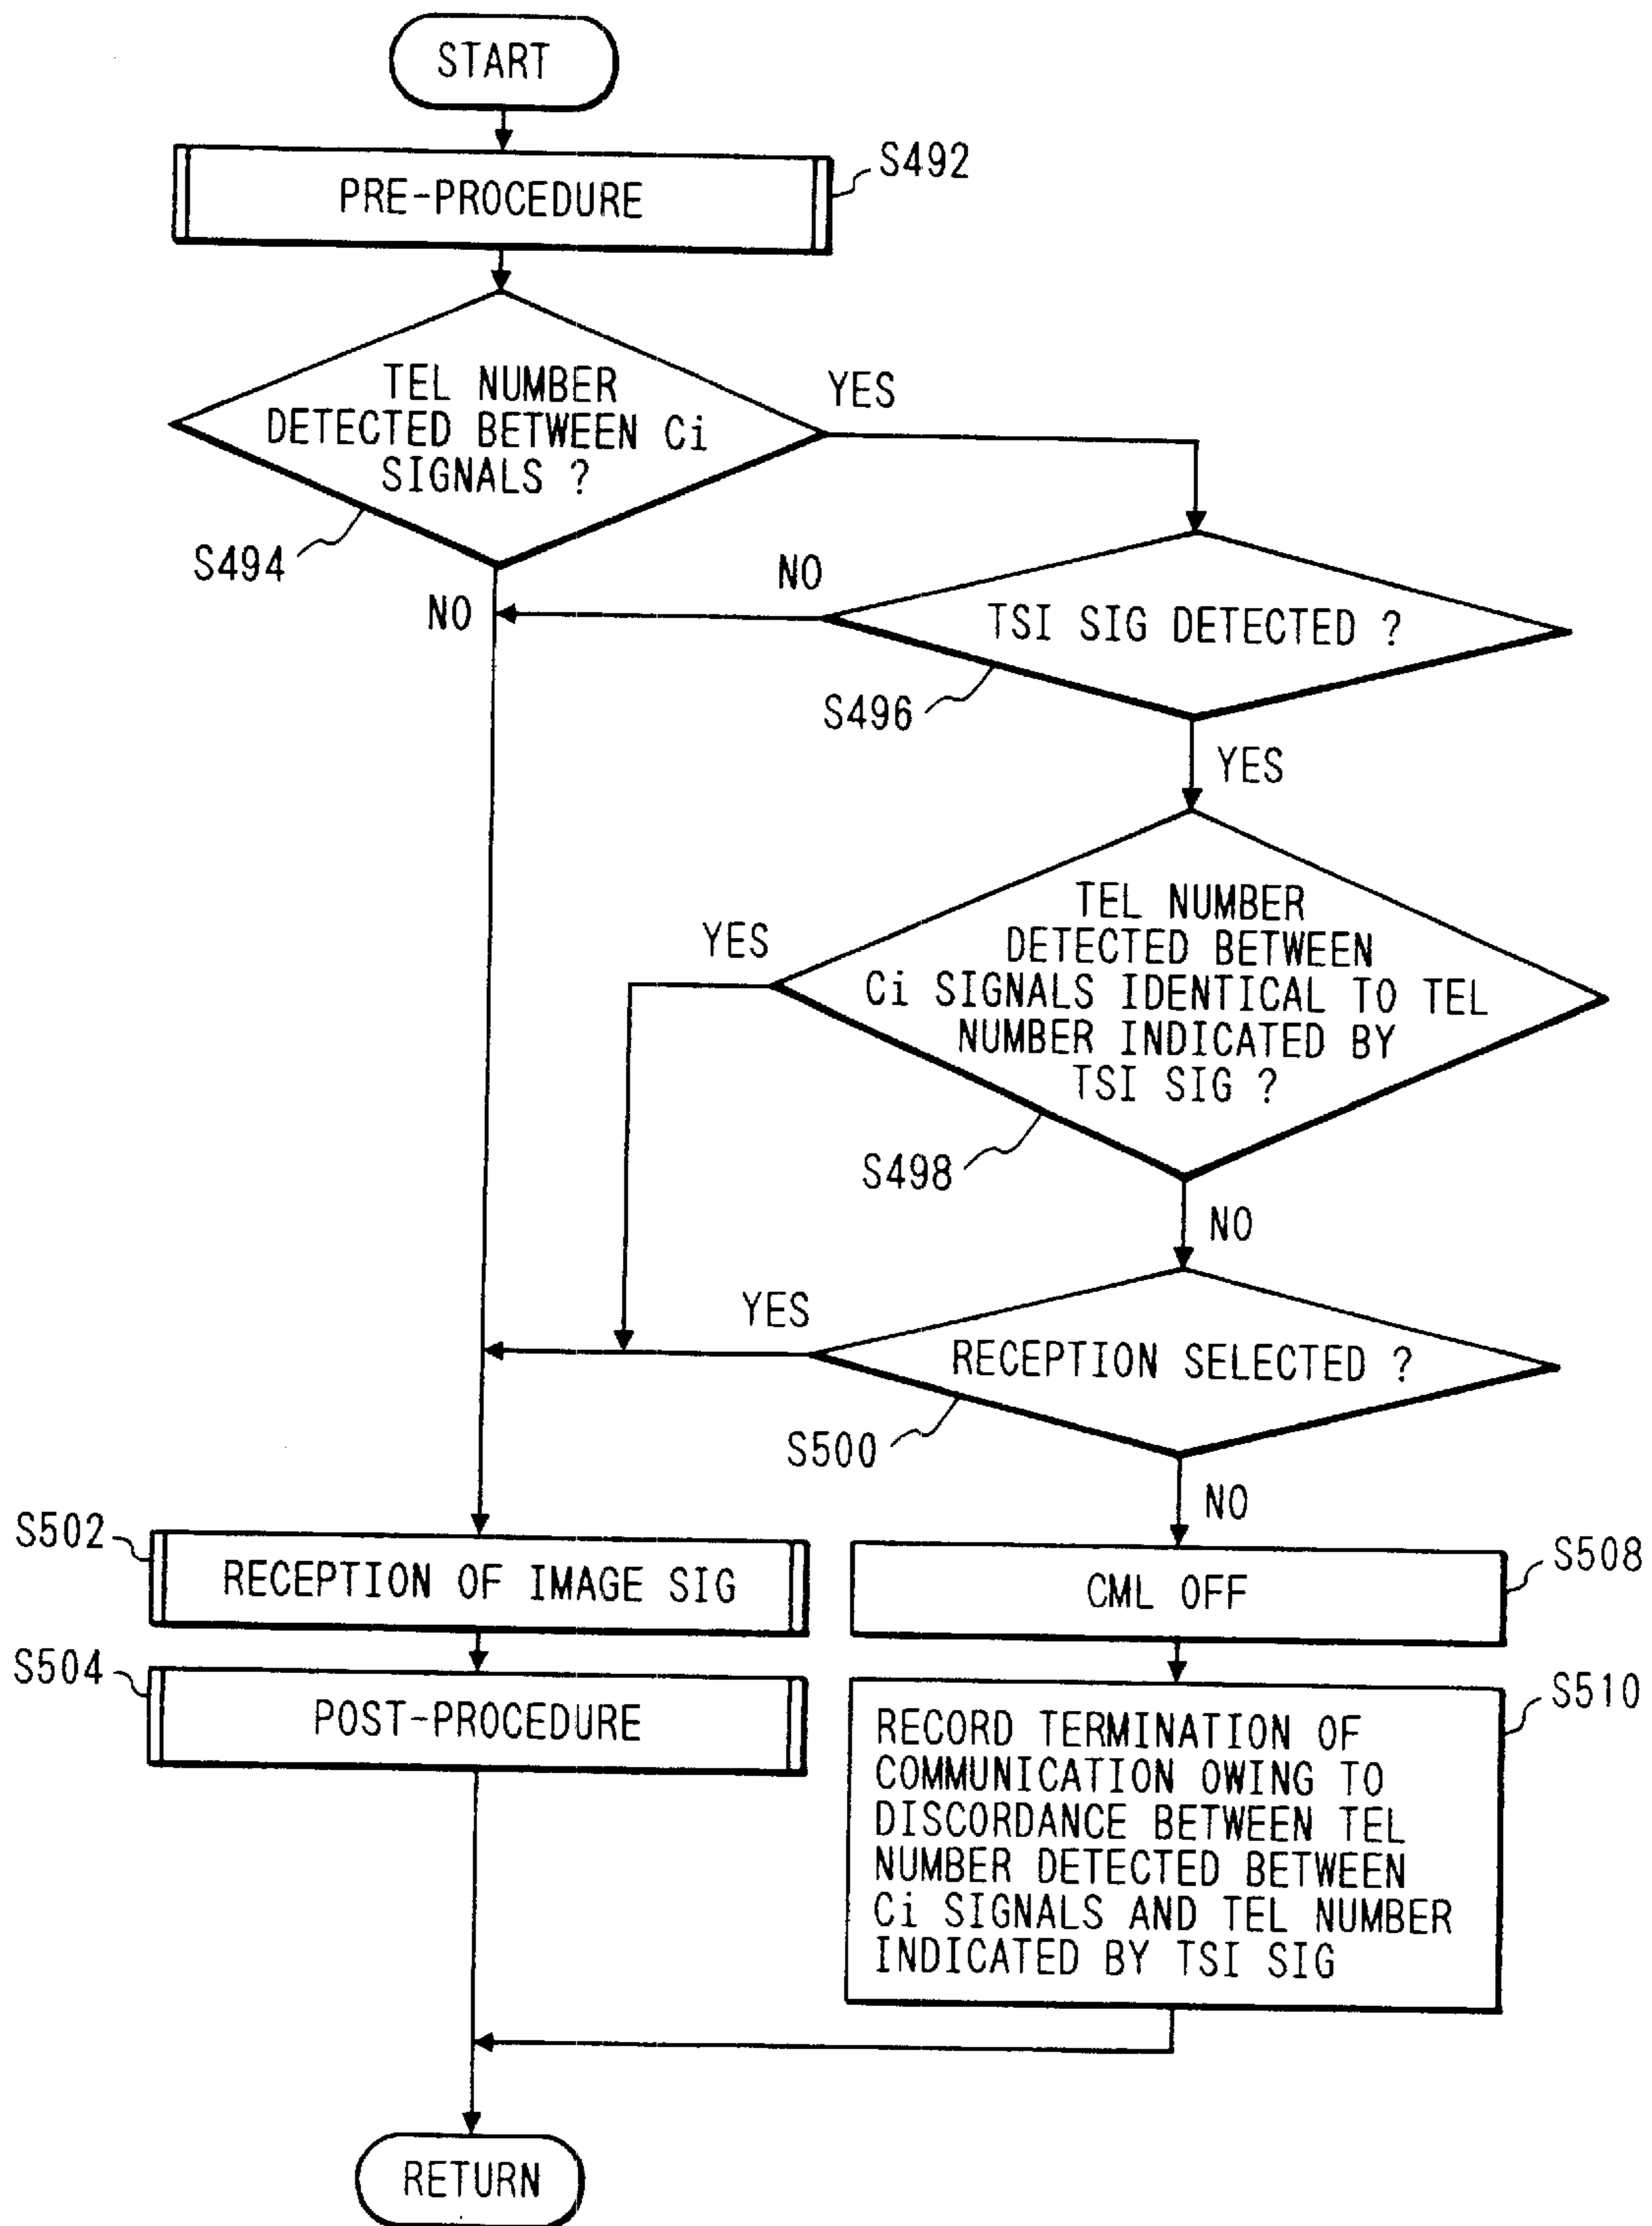 START
PRE-PROCEDURE
S492
TEL NUMBER
DETECTED BETWEEN Ci
SIGNALS ?
YES
S494
NO
NO
TSI SIG DETECTED ?
S496
YES
TEL NUMBER
DETECTED BETWEEN
Ci SIGNALS IDENTICAL TO TEL
NUMBER INDICATED BY
TSI SIG ?
YES
S498
NO
YES
RECEPTION SELECTED ?
S500
NO
S502
RECEPTION OF IMAGE SIG
CML OFF
S508
S504
POST-PROCEDURE
S510
RECORD TERMINATION OF
COMMUNICATION OWING TO
DISCORDANCE BETWEEN TEL
NUMBER DETECTED BETWEEN
Ci SIGNALS AND TEL NUMBER
INDICATED BY TSI SIG
RETURN